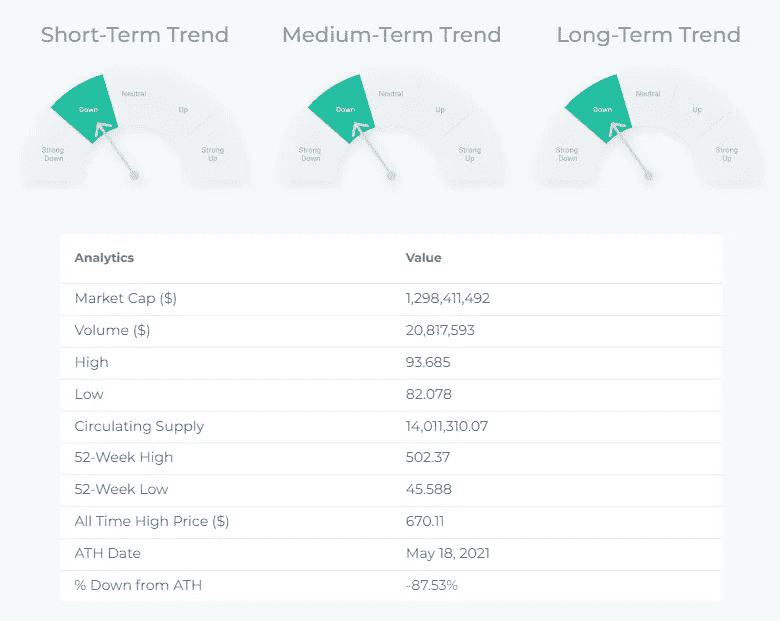 Short-Term Trend Medium-Term Trend Long-Term Trend
Neutral Neutral Neutral
Down Up Down Up Down Up
Strong Down Strong Up Strong Down Strong Up Strong Down Strong Up
Analytics Value
Market Cap ($) 1,298,411,492
Volume ($) 20,817,593
High 93.685
Low 82.078
Circulating Supply 14,011,310.07
52-Week High 502.37
52-Week Low 45.588
All Time High Price ($) 670.11
ATH Date May 18, 2021
% Down from ATH -87.53%